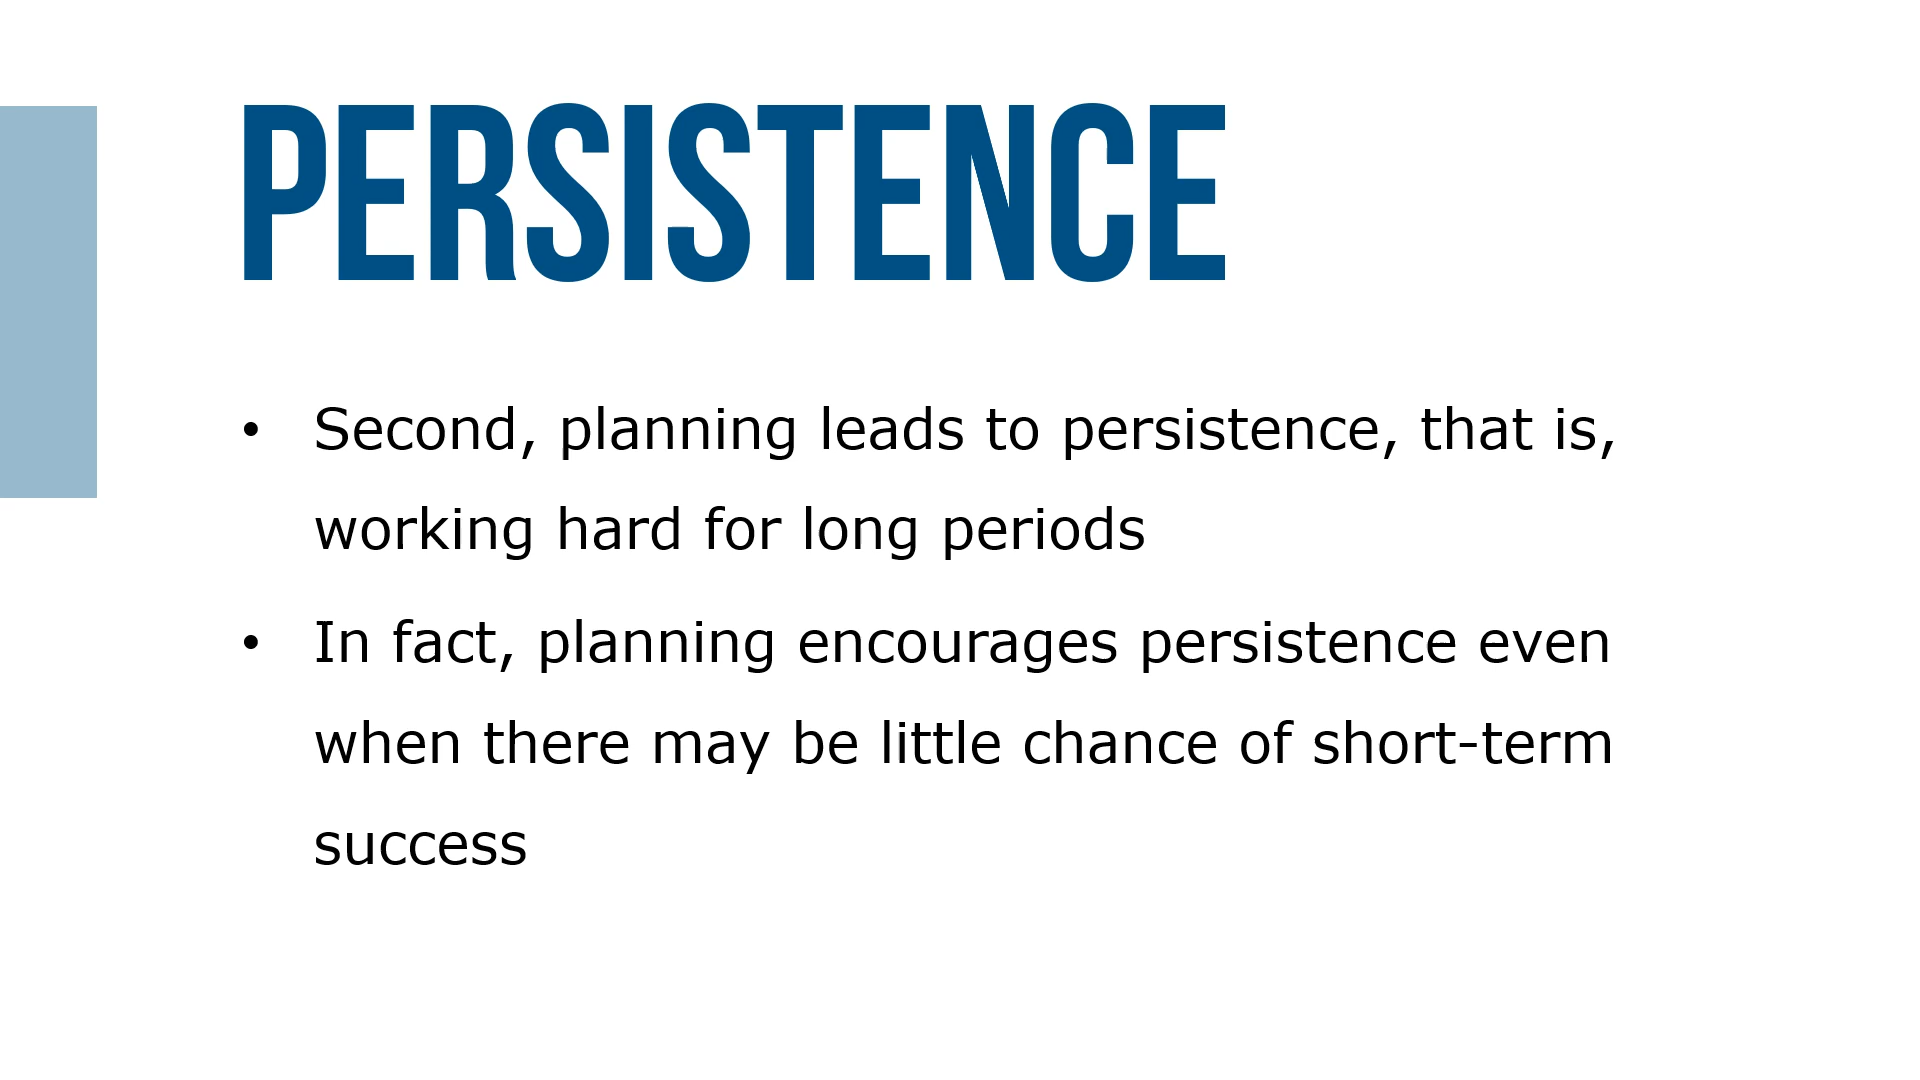 PERSISTENCE
• Second, planning leads to persistence, that is,
working hard for long periods
• In fact, planning encourages persistence even
when there may be little chance of short-term
success